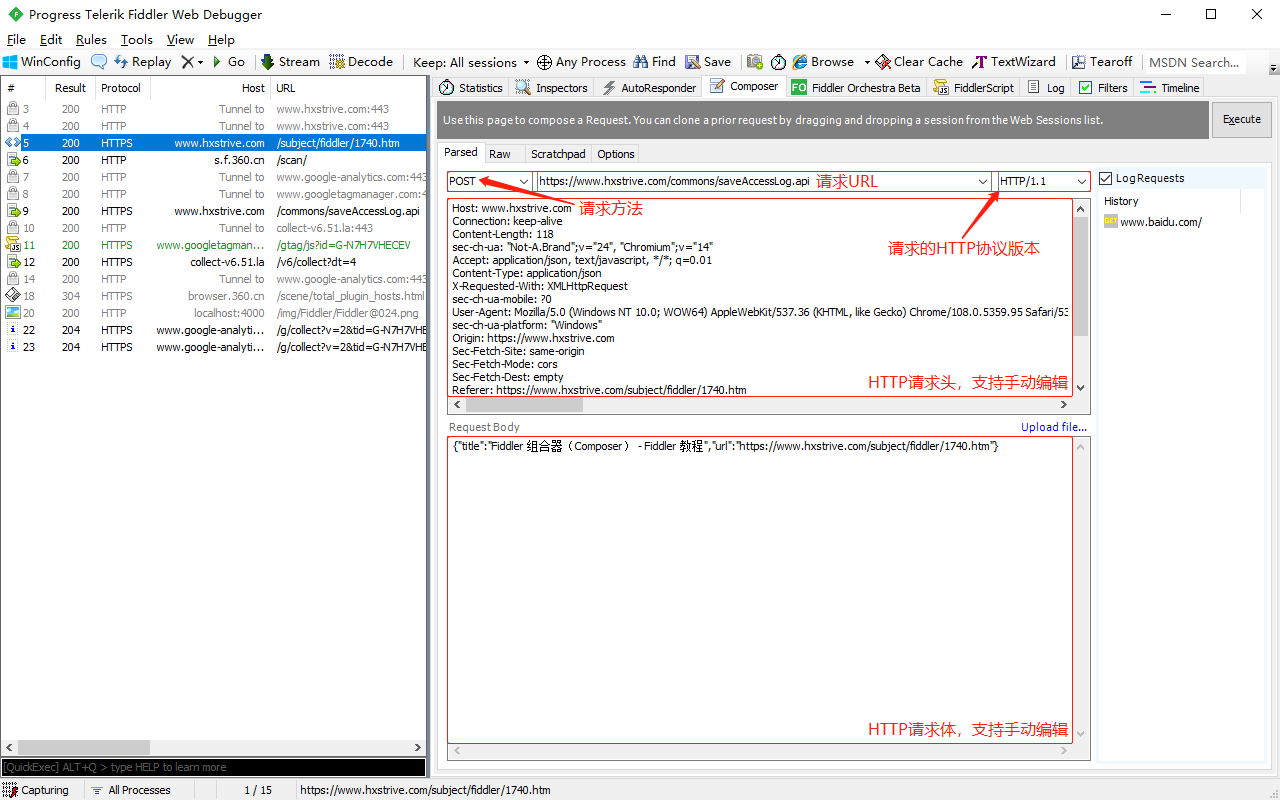 Progress Telerik Fiddler Web Debugger
File Edit Rules Tools View Help
WinConfig Replay Go Stream Decode Keep: All sessions Any Process Find Save Browse Clear Cache TextWizard Tearoff MSDN Search...
# Result Protocol Host URL
3 200 HTTP Tunnel to www.hxstrive.com:443
4 200 HTTP Tunnel to www.hxstrive.com:443
5 200 HTTPS www.hxstrive.com /subject/fiddler/1740.htm
6 200 HTTP s.f.360.cn /scan/
7 200 HTTP Tunnel to www.google-analytics.com:443
8 200 HTTP Tunnel to www.googletagmanager.com:443
9 200 HTTPS www.hxstrive.com /commons/saveAccessLog.api
10 200 HTTP Tunnel to collect-v6.51.la:443
11 200 HTTPS www.googletagman... /gtag/js?id=G-N7H7VHECEV
12 200 HTTPS collect-v6.51.la /v6/collect?dt=4
14 200 HTTP Tunnel to www.google-analytics.com:443
18 304 HTTPS browser.360.cn /scene/total_plugin_hosts.html
20 200 HTTP localhost:4000 /img/Fiddler/Fiddler@024.png
22 204 HTTPS www.google-analyti... /g/collect?v=2&tid=G-N7H7VHE
23 204 HTTPS www.google-analyti... /g/collect?v=2&tid=G-N7H7VHE
[QuickExec] ALT+Q > type HELP to learn more
Statistics Inspectors AutoResponder Composer Fiddler Orchestra Beta FiddlerScript Log Filters Timeline
Use this page to compose a Request. You can clone a prior request by dragging and dropping a session from the Web Sessions list.
Execute
Parsed Raw Scratchpad Options
POST https://www.hxstrive.com/commons/saveAccessLog.api 请求URL HTTP/1.1
请求方法
请求的HTTP协议版本
Host: www.hxstrive.com
Connection: keep-alive
Content-Length: 118
sec-ch-ua: "Not-A.Brand";v="24", "Chromium";v="14"
Accept: application/json, text/javascript, */*; q=0.01
Content-Type: application/json
X-Requested-With: XMLHttpRequest
sec-ch-ua-mobile: ?0
User-Agent: Mozilla/5.0 (Windows NT 10.0; WOW64) AppleWebKit/537.36 (KHTML, like Gecko) Chrome/108.0.5359.95 Safari/53
sec-ch-ua-platform: "Windows"
Origin: https://www.hxstrive.com
Sec-Fetch-Site: same-origin
Sec-Fetch-Mode: cors
Sec-Fetch-Dest: empty
Referer: https://www.hxstrive.com/subject/fiddler/1740.htm
HTTP请求头，支持手动编辑
Request Body Upload file...
{"title":"Fiddler 组合器（Composer） - Fiddler 教程","url":"https://www.hxstrive.com/subject/fiddler/1740.htm"}
HTTP请求体，支持手动编辑
Log Requests
History
GET www.baidu.com/
Capturing All Processes 1 / 15 https://www.hxstrive.com/subject/fiddler/1740.htm